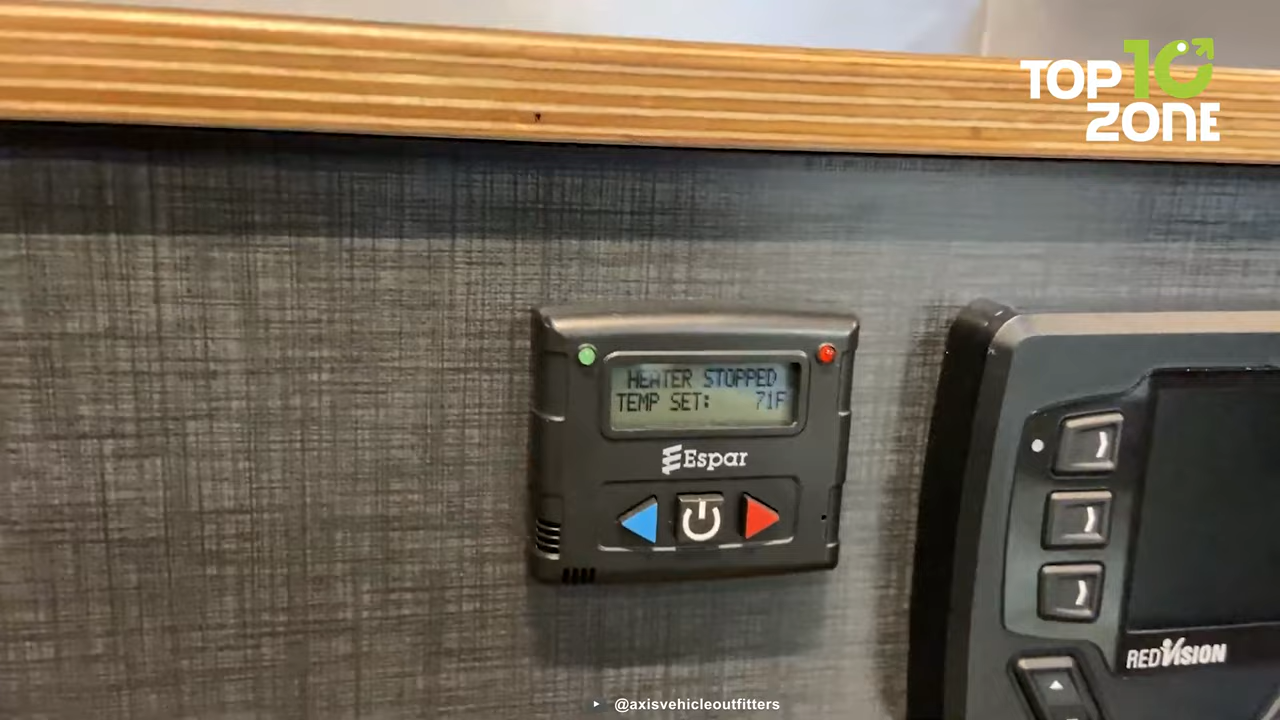 TOP 10
ZONE
HEATER STOPPED
TEMP SET: 71F
Espar
REDVISION
@axisvehicleoutfitters